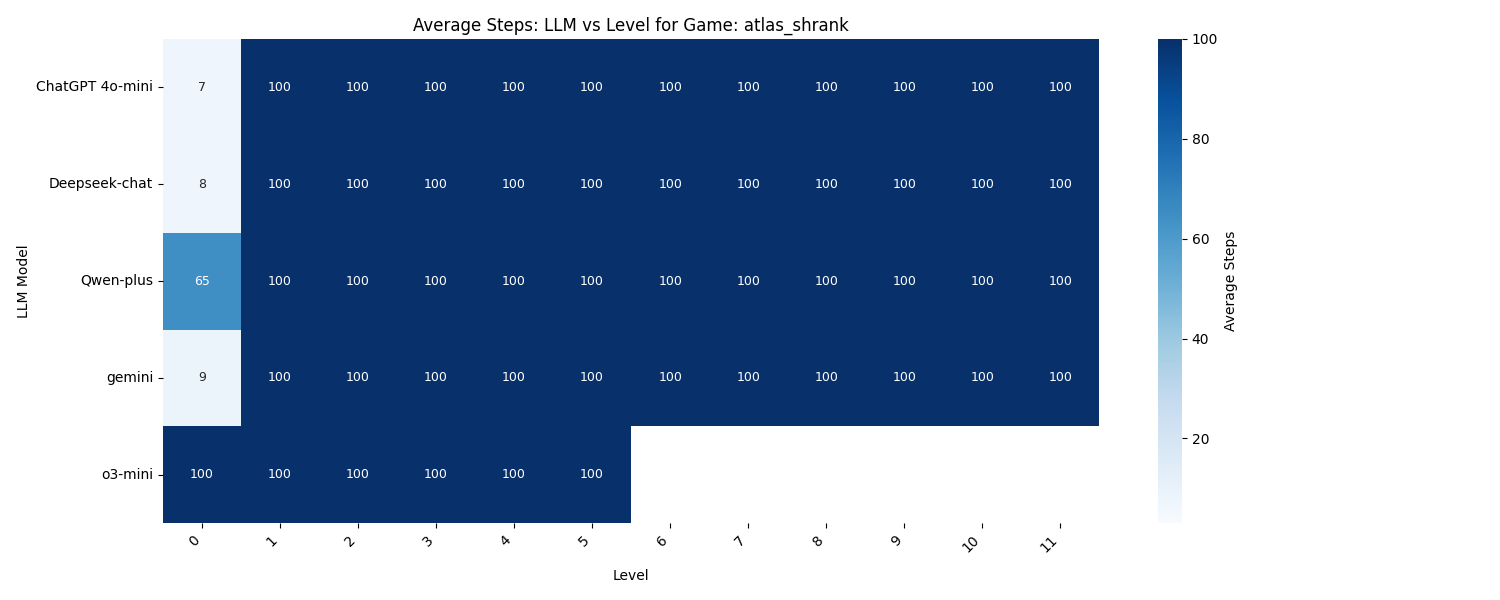 Average Steps: LLM vs Level for Game: atlas_shrank
LLM Model
ChatGPT 4o-mini 7 100 100 100 100 100 100 100 100 100 100 100
Deepseek-chat 8 100 100 100 100 100 100 100 100 100 100 100
Qwen-plus 65 100 100 100 100 100 100 100 100 100 100 100
gemini 9 100 100 100 100 100 100 100 100 100 100 100
o3-mini 100 100 100 100 100 100
0 1 2 3 4 5 6 7 8 9 10 11
Level
100
80
60
40
20
Average Steps